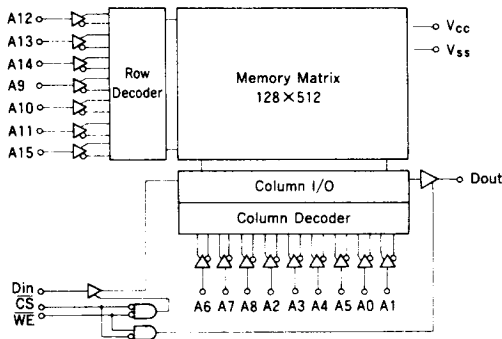 A12
A13
A14
A9
A10
A11
A15
Row
Decoder
Memory Matrix
128×512
Vcc
Vss
Column I/O
Column Decoder
Dout
Din
CS
WE
A6 A7 A8 A2 A3 A4 A5 A0 A1